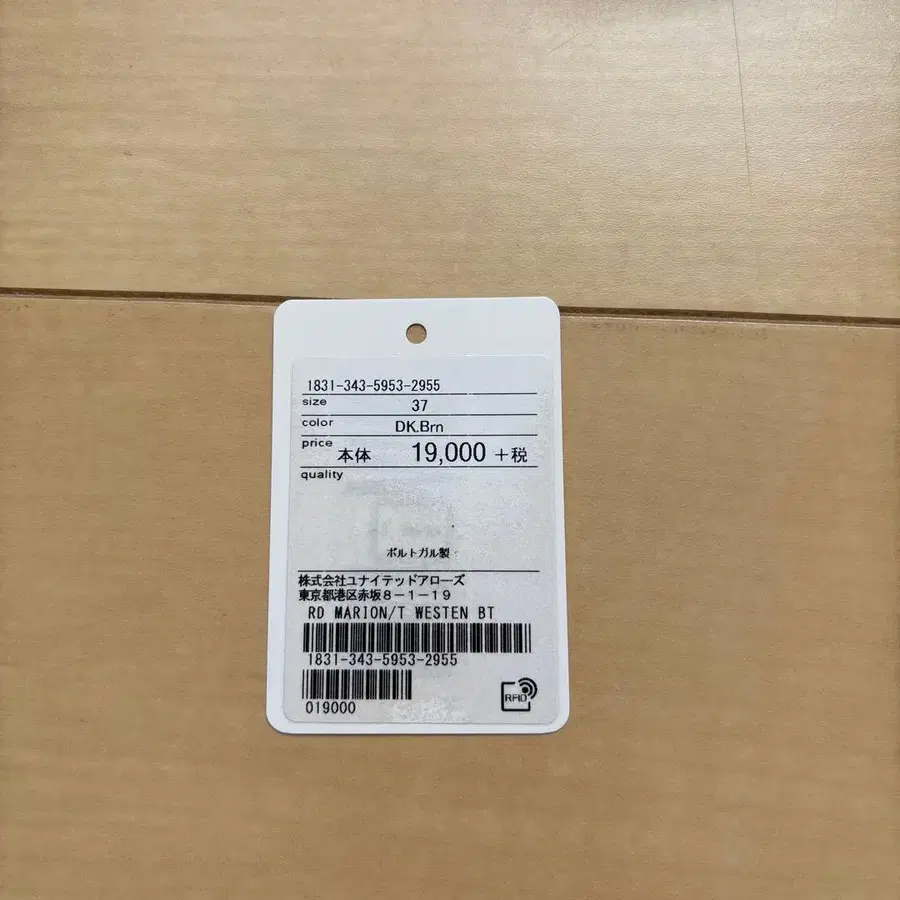 1831-343-5953-2955
size 37
color DK.Brn
price 本体 19,000 +税
quality
ポルトガル製
株式会社ユナイテッドアローズ
東京都港区赤坂8-1-19
RD MARION/T WESTEN BT
1831-343-5953-2955
019000
RFID